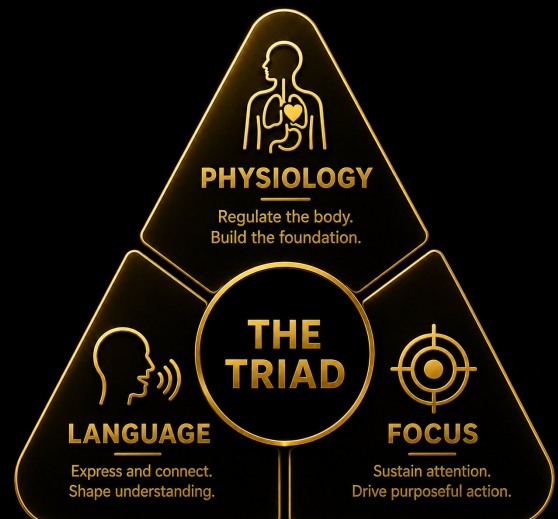 PHYSIOLOGY
Regulate the body.
Build the foundation.
THE
TRIAD
LANGUAGE
Express and connect.
Shape understanding.
FOCUS
Sustain attention.
Drive purposeful action.